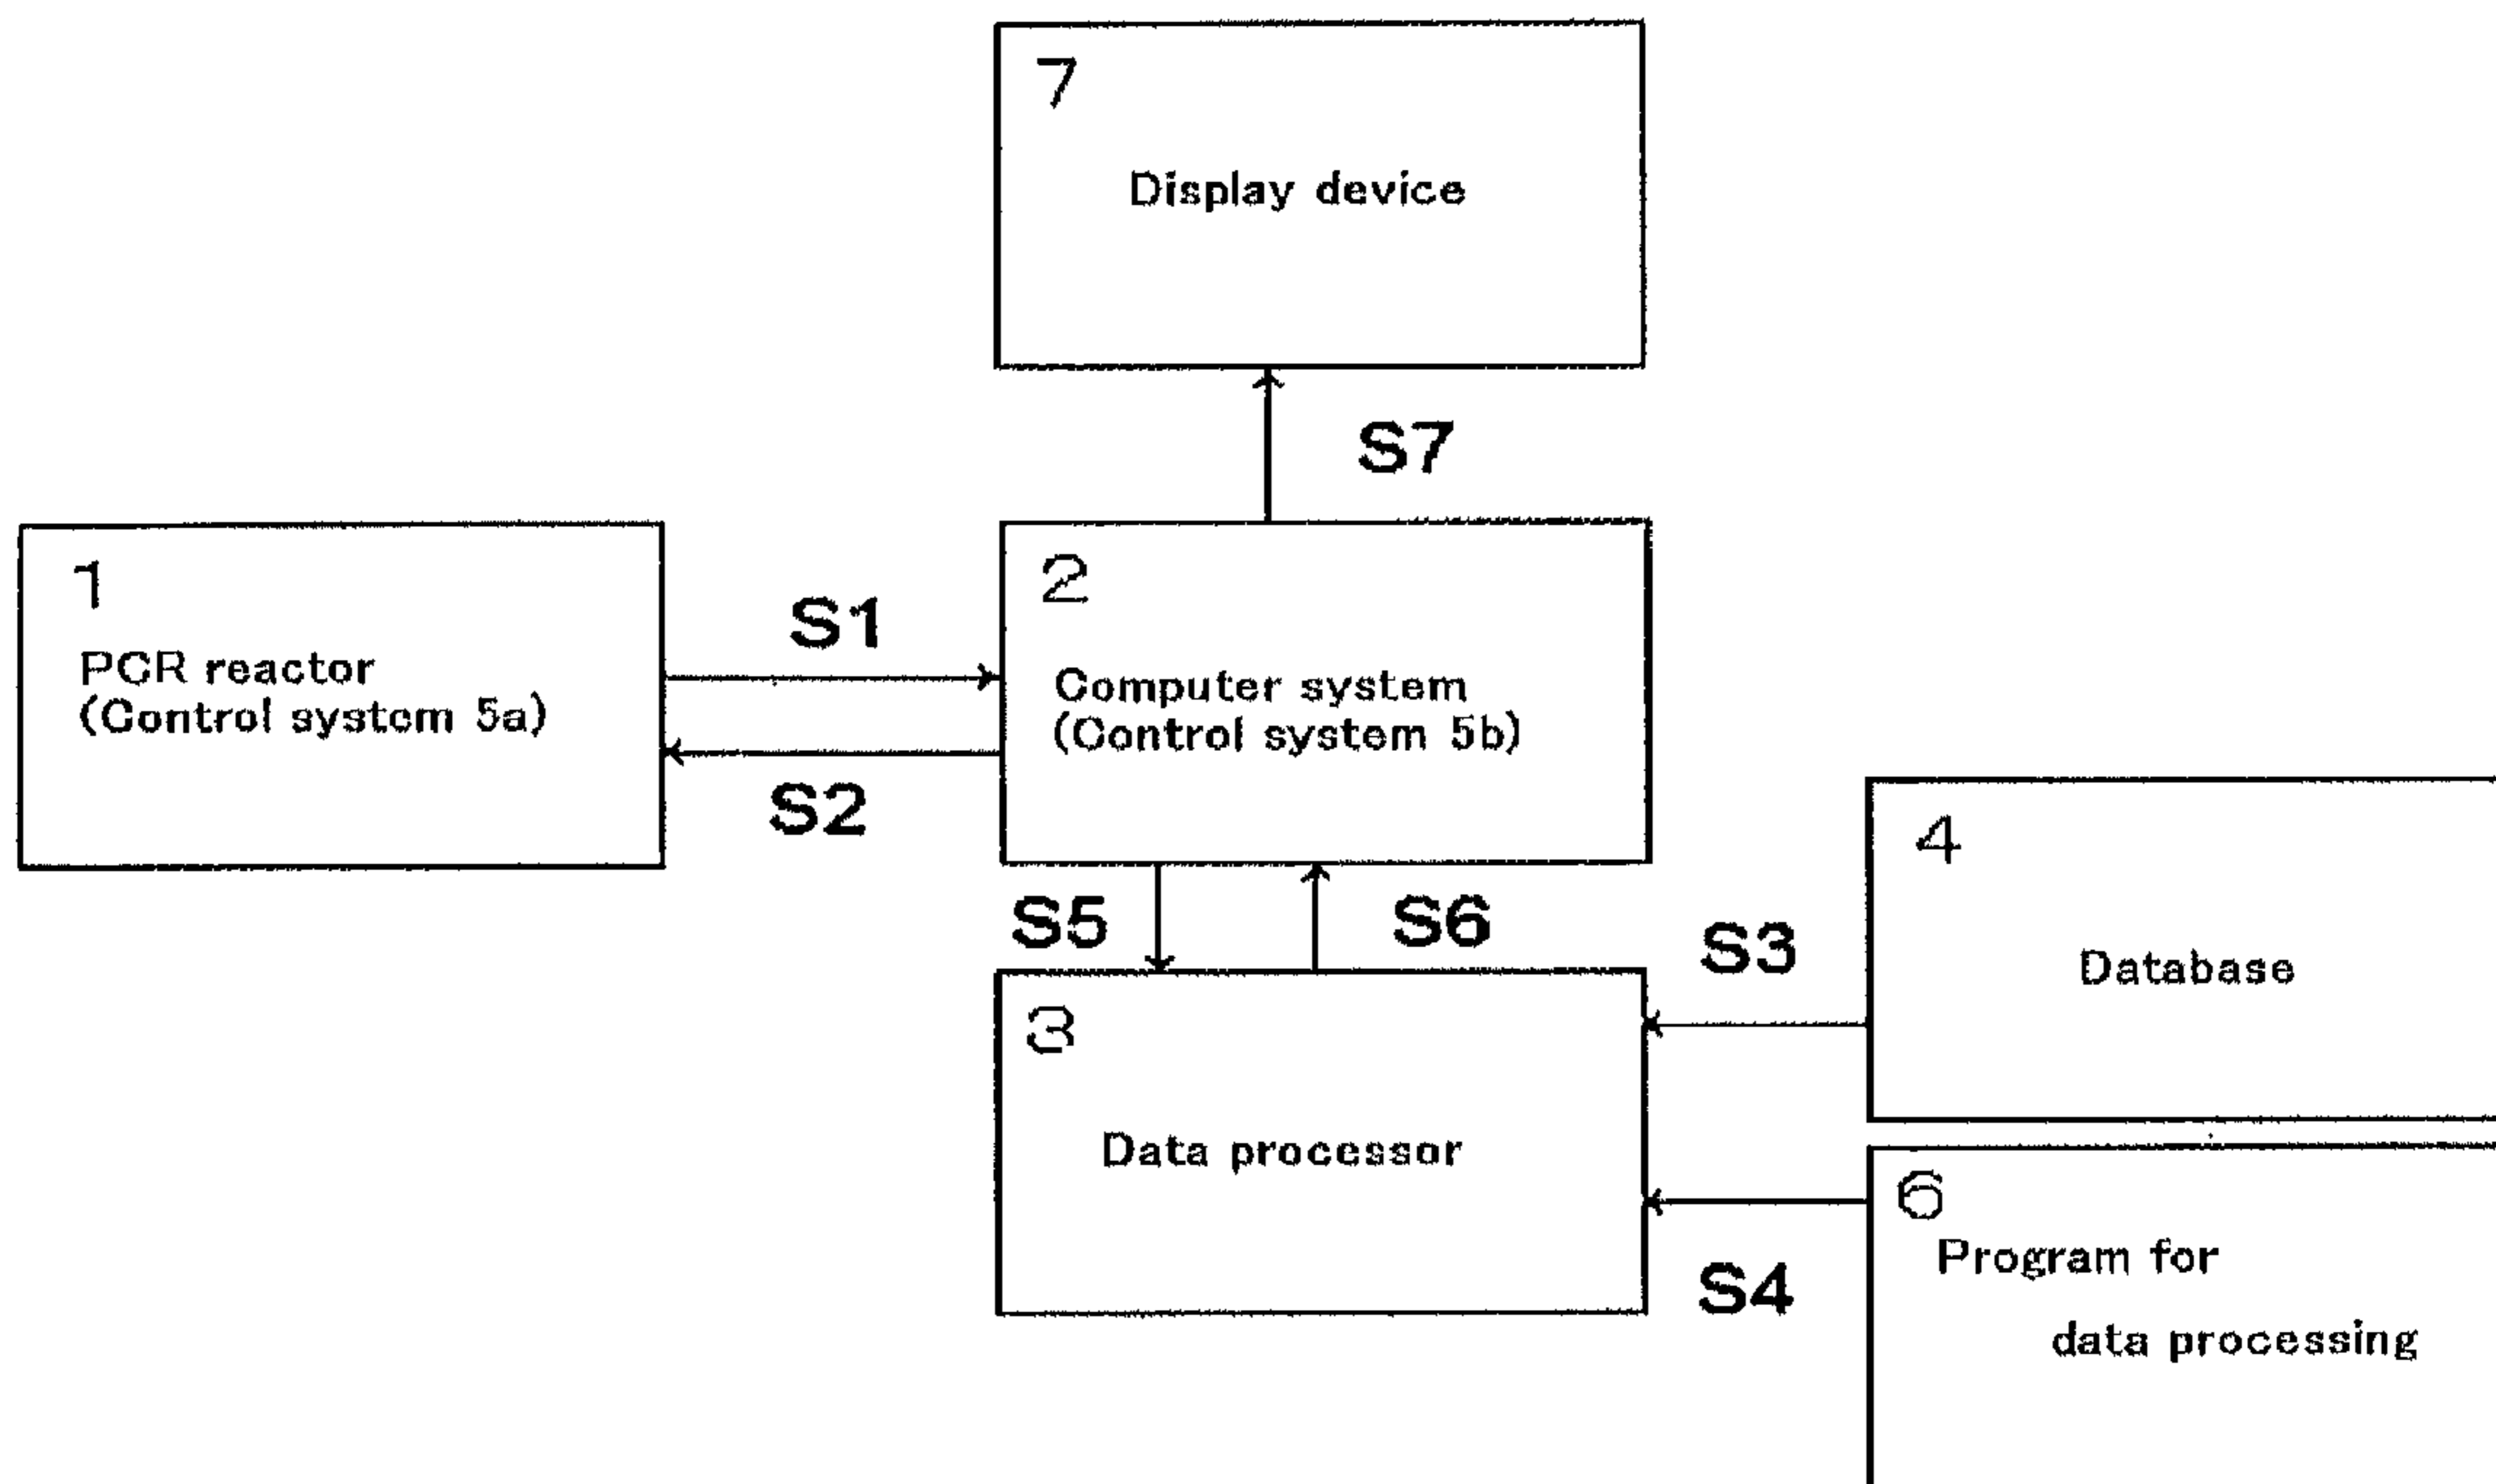 7
Display device
S7
1
PCR reactor
(Control system 5a)
S1
S2
2
Computer system
(Control system 5b)
S5
S6
3
Data processor
S3
4
Database
S4
6
Program for
data processing